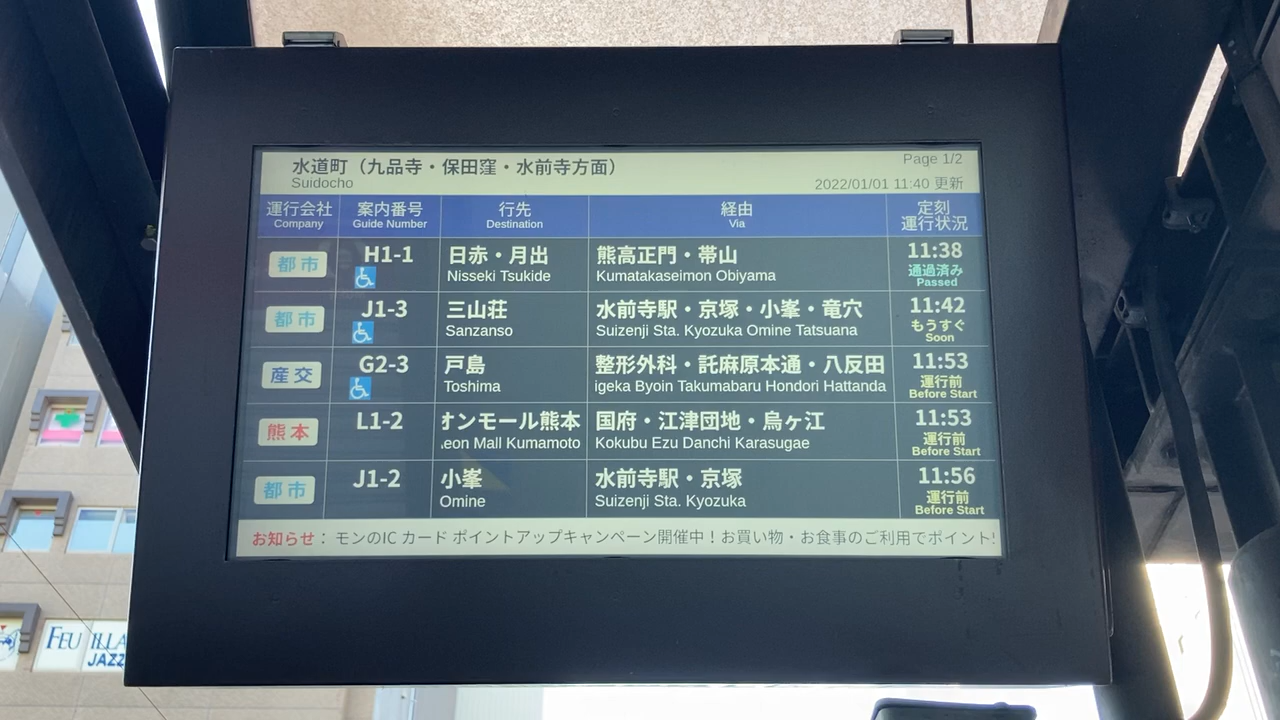 水道町（九品寺・保田窪・水前寺方面）
Page 1/2
Suidocho
2022/01/01 11:40 更新
運行会社 案内番号 行先 経由 定刻
Company Guide Number Destination Via 運行状況
都市 H1-1 日赤・月出 熊高正門・帯山 11:38
Nisseki Tsukide Kumatakaseimon Obiyama 通過済み
Passed
都市 J1-3 三山荘 水前寺駅・京塚・小峯・竜穴 11:42
Sanzanso Suizenji Sta. Kyozuka Omine Tatsuana もうすぐ
Soon
産交 G2-3 戸島 整形外科・託麻原本通・八反田 11:53
Toshima igeka Byoin Takumabaru Hondori Hattanda 運行前
Before Start
熊本 L1-2 オンモール熊本 国府・江津団地・烏ヶ江 11:53
eon Mall Kumamoto Kokubu Ezu Danchi Karasugae 運行前
Before Start
都市 J1-2 小峯 水前寺駅・京塚 11:56
Omine Suizenji Sta. Kyozuka 運行前
Before Start
お知らせ： モンのIC カード ポイントアップキャンペーン開催中！お買い物・お食事のご利用でポイント!
FEU ILLA
JAZZ